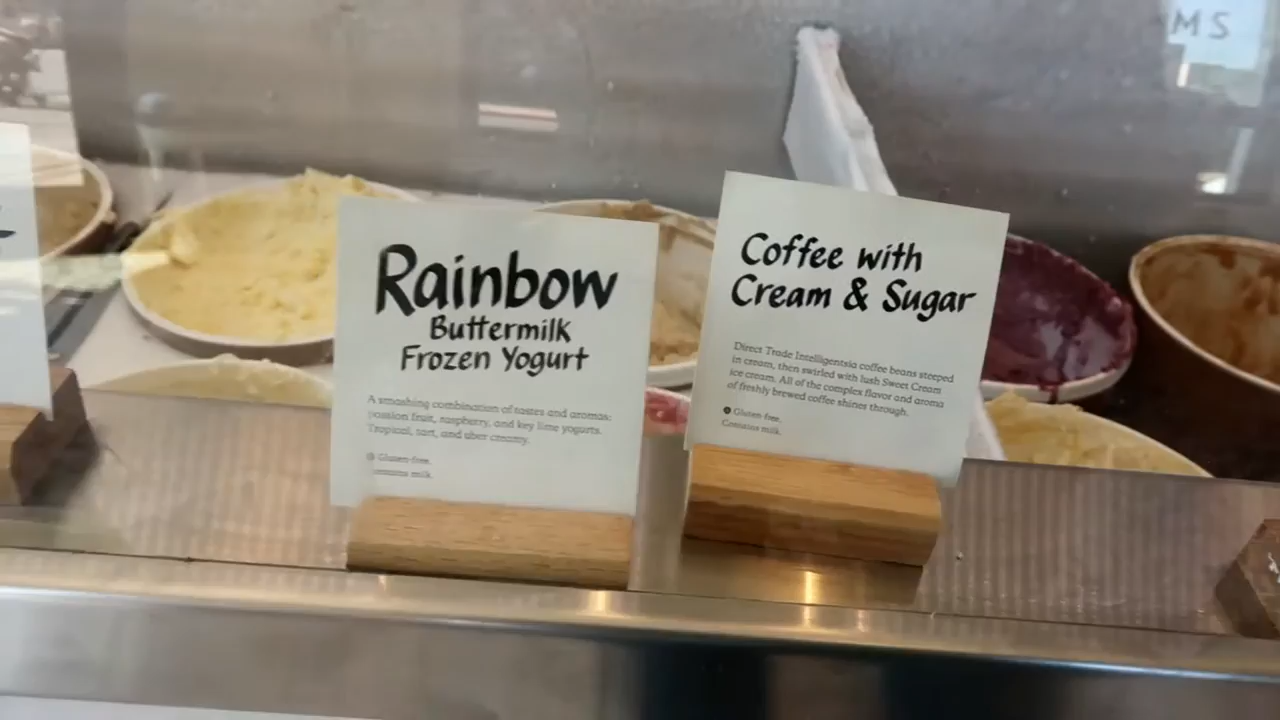 MS
Rainbow
Buttermilk
Frozen Yogurt
A smashing combination of tastes and aromas:
passion fruit, raspberry, and key lime yogurts.
Tropical, tart, and uber creamy.
Gluten-free.
Contains milk.
Coffee with
Cream & Sugar
Direct Trade Intelligentsia coffee beans steeped
in cream, then swirled with lush Sweet Cream
ice cream. All of the complex flavor and aroma
of freshly brewed coffee shines through.
Gluten-free.
Contains milk.